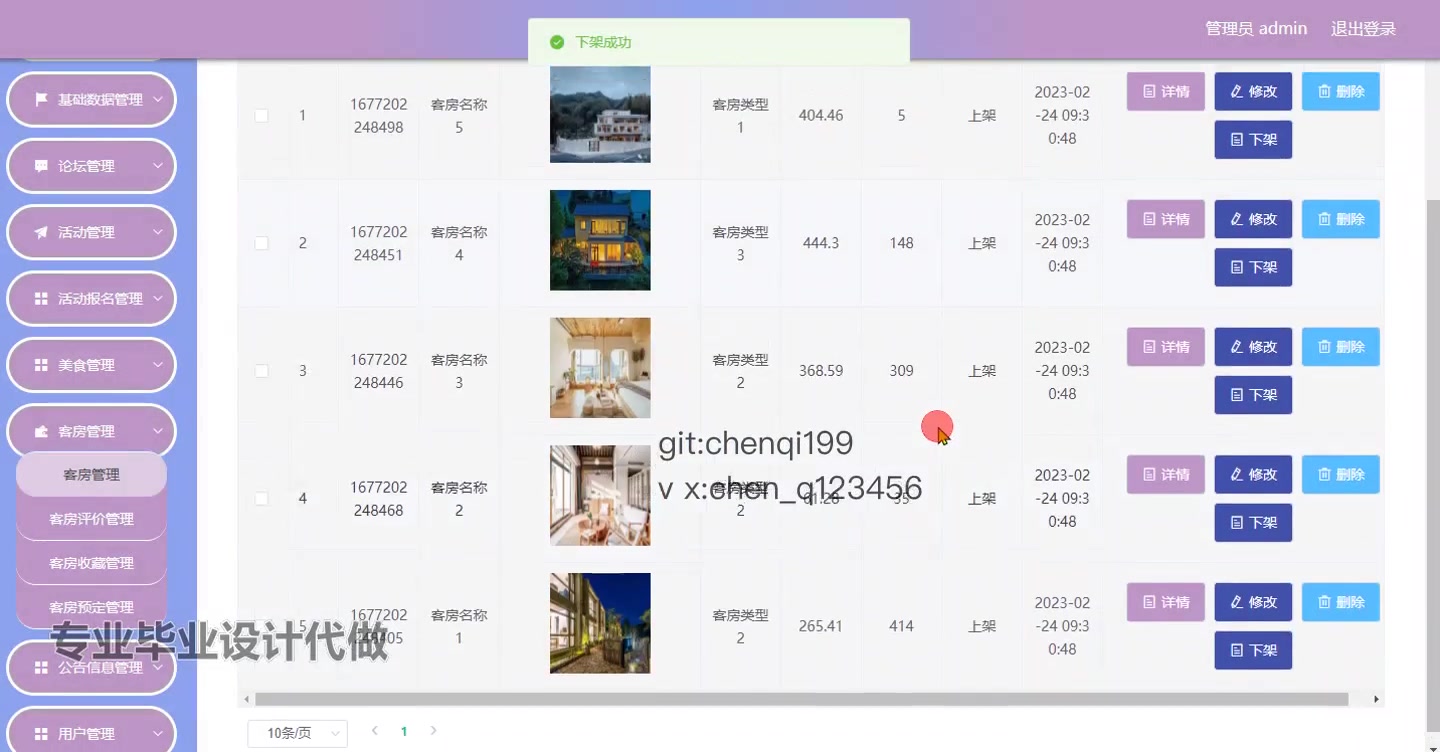 管理员 admin 退出登录
下架成功
基础数据管理
论坛管理
活动管理
活动报名管理
美食管理
客房管理
客房管理
客房评价管理
客房收藏管理
客房预定管理
公告信息管理
用户管理
1 1677202248498 客房名称5 客房类型1 404.46 5 上架 2023-02-24 09:30:48 详情 修改 删除
下架
2 1677202248451 客房名称4 客房类型3 444.3 148 上架 2023-02-24 09:30:48 详情 修改 删除
下架
3 1677202248446 客房名称3 客房类型2 368.59 309 上架 2023-02-24 09:30:48 详情 修改 删除
下架
4 1677202248468 客房名称2 客房类型2 上架 2023-02-24 09:30:48 详情 修改 删除
下架
5 1677202248405 客房名称1 客房类型2 265.41 414 上架 2023-02-24 09:30:48 详情 修改 删除
下架
git:chenqi199
v x:chen_q123456
专业毕业设计代做
10条/页 1